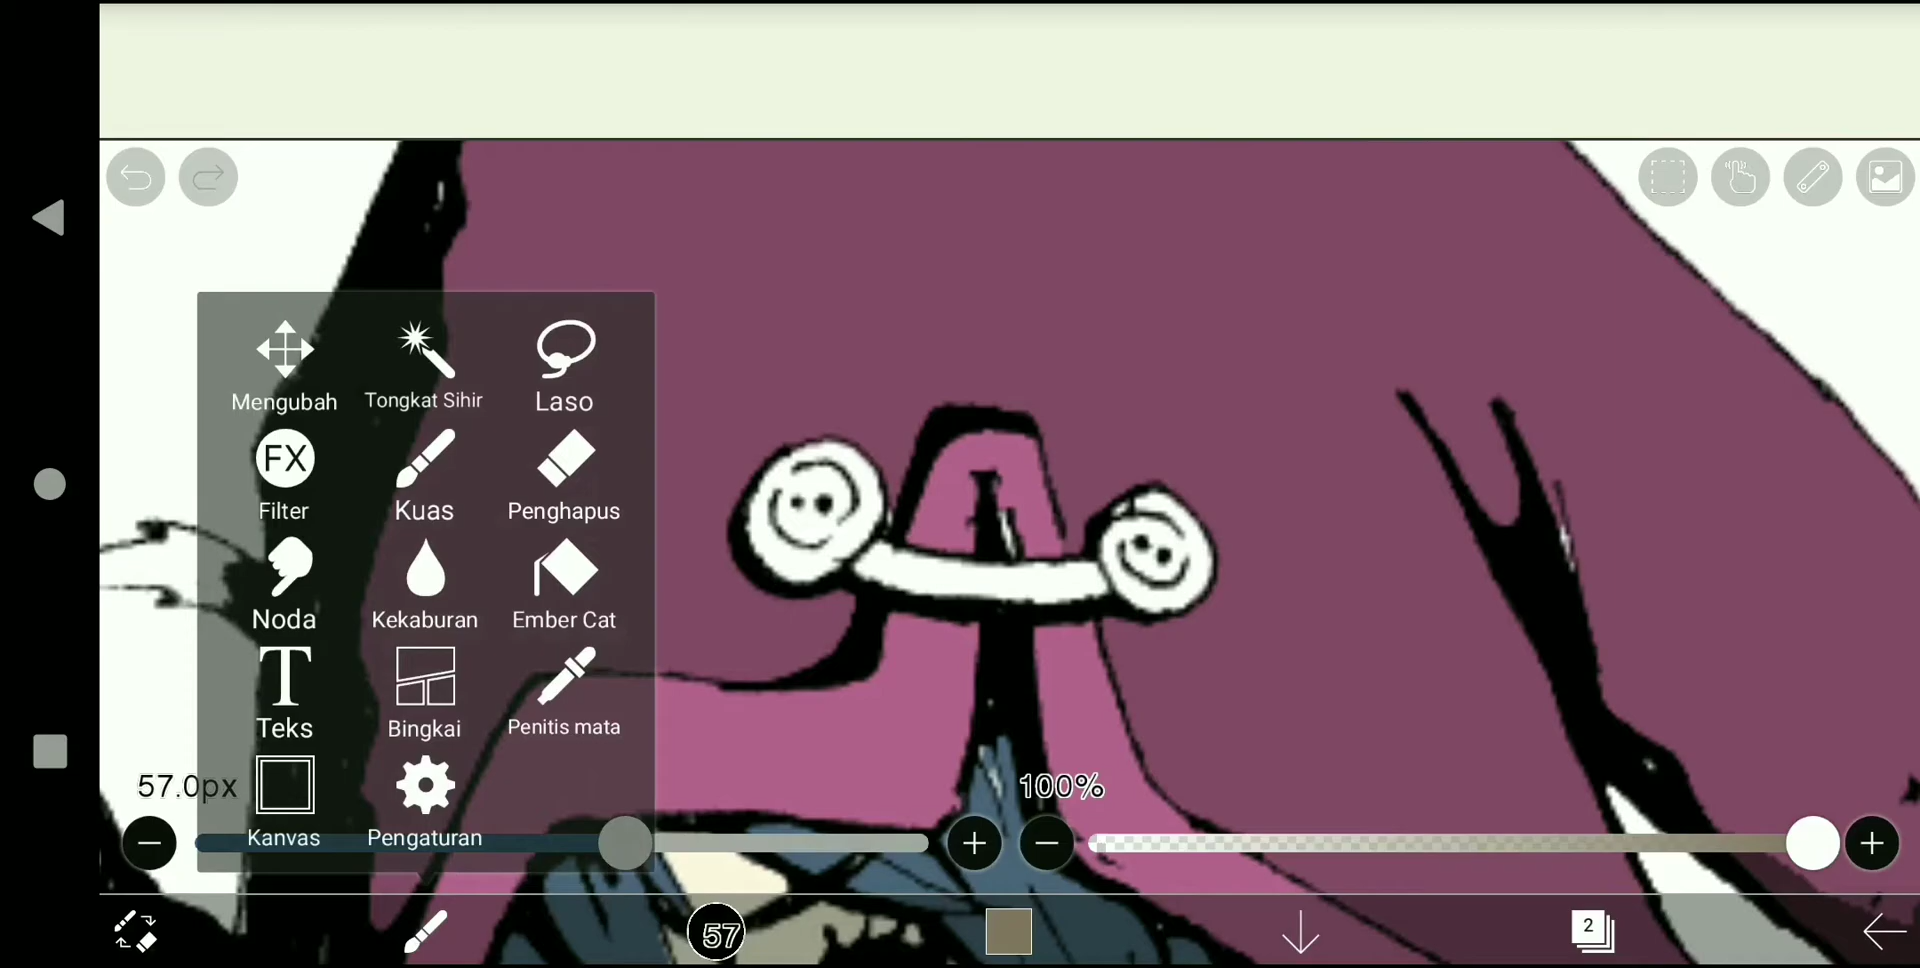 Mengubah
Tongkat Sihir
Laso
FX
Filter
Kuas
Penghapus
Noda
Kekaburan
Ember Cat
T
Teks
Bingkai
Penitis mata
57.0px
100%
Kanvas
Pengaturan
57
2